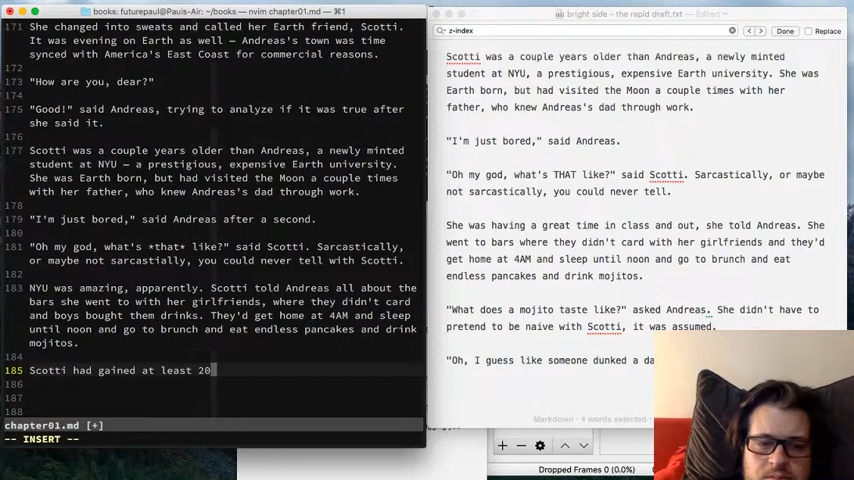 books: futurepaul@Pauls-Air: ~/books — nvim chapter01.md — ⌘1
171 She changed into sweats and called her Earth friend, Scotti.
It was evening on Earth as well — Andreas's town was time
synced with America's East Coast for commercial reasons.
172
173 "How are you, dear?"
174
175 "Good!" said Andreas, trying to analyze if it was true after
she said it.
176
177 Scotti was a couple years older than Andreas, a newly minted
student at NYU — a prestigious, expensive Earth university.
She was Earth born, but had visited the Moon a couple times
with her father, who knew Andreas's dad through work.
178
179 "I'm just bored," said Andreas after a second.
180
181 "Oh my god, what's *that* like?" said Scotti. Sarcastically,
or maybe not sarcastially, you could never tell with Scotti.
182
183 NYU was amazing, apparently. Scotti told Andreas all about the
bars she went to with her girlfriends, where they didn't card
and boys bought them drinks. They'd get home at 4AM and sleep
until noon and go to brunch and eat endless pancakes and drink
mojitos.
184
185 Scotti had gained at least 20
186
187
188
chapter01.md [+]
-- INSERT --
bright side - the rapid draft.txt — Edited
z-index
Done
Replace
Scotti was a couple years older than Andreas, a newly minted
student at NYU, a prestigious, expensive Earth university. She was
Earth born, but had visited the Moon a couple times with her
father, who knew Andreas's dad through work.
"I'm just bored," said Andreas.
"Oh my god, what's THAT like?" said Scotti. Sarcastically, or maybe
not sarcastically, you could never tell.
She was having a great time in class and out, she told Andreas. She
went to bars where they didn't card with her girlfriends and they'd
get home at 4AM and sleep until noon and go to brunch and eat
endless pancakes and drink mojitos.
"What does a mojito taste like?" asked Andreas. She didn't have to
pretend to be naive with Scotti, it was assumed.
"Oh, I guess like someone dunked a da
Markdown - 4 words selected
Dropped Frames 0 (0.0%)